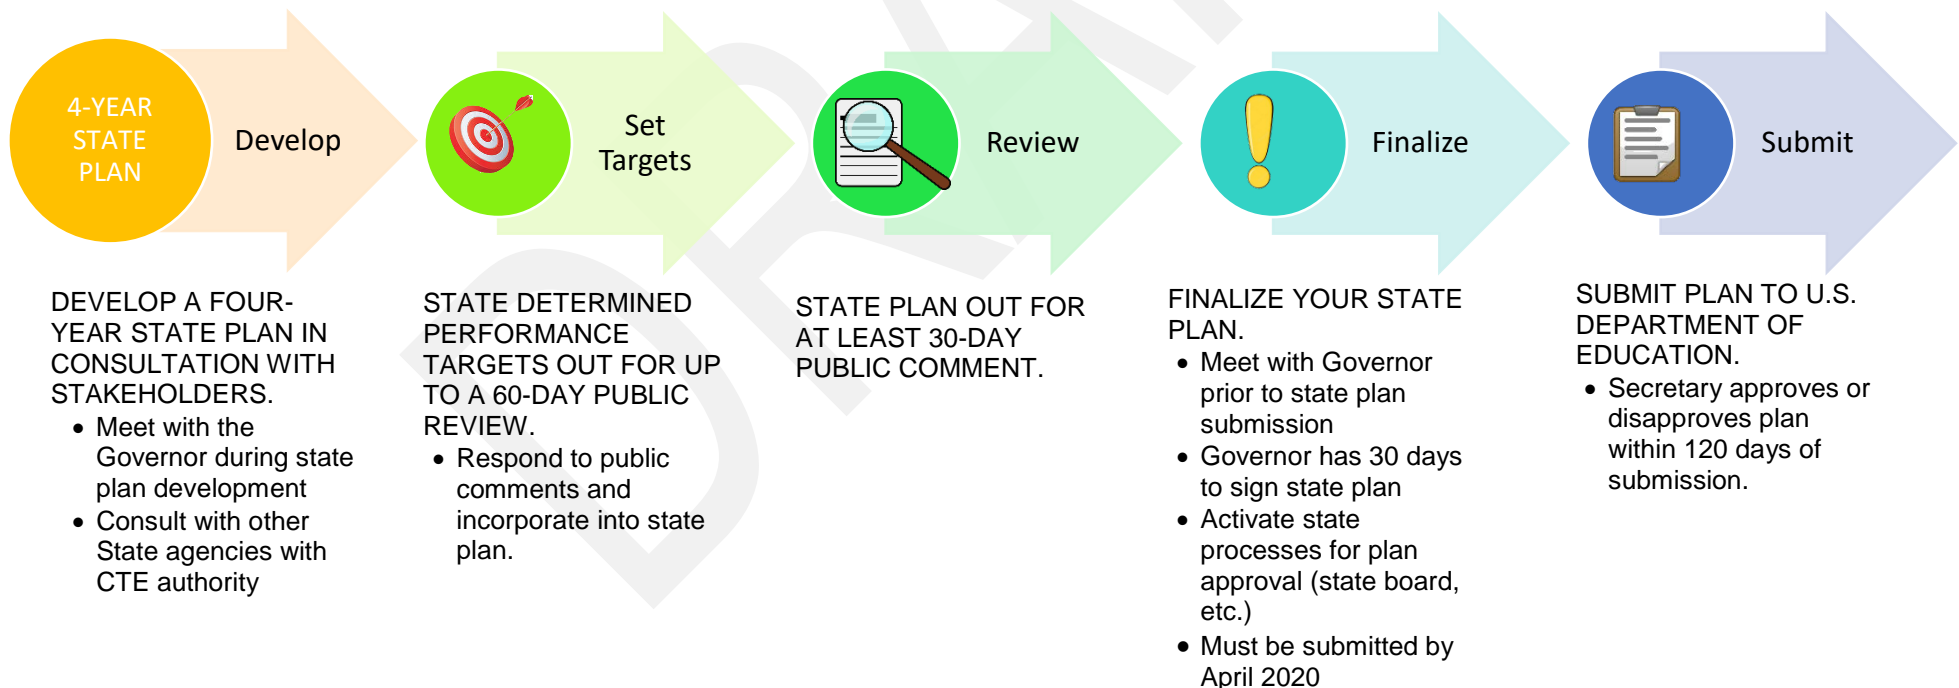 4-YEAR
STATE
PLAN
Develop
Set
Targets
Review
Finalize
Submit
DEVELOP A FOUR-
YEAR STATE PLAN IN
CONSULTATION WITH
STAKEHOLDERS.
• Meet with the
Governor during state
plan development
• Consult with other
State agencies with
CTE authority
STATE DETERMINED
PERFORMANCE
TARGETS OUT FOR UP
TO A 60-DAY PUBLIC
REVIEW.
• Respond to public
comments and
incorporate into state
plan.
STATE PLAN OUT FOR
AT LEAST 30-DAY
PUBLIC COMMENT.
FINALIZE YOUR STATE
PLAN.
• Meet with Governor
prior to state plan
submission
• Governor has 30 days
to sign state plan
• Activate state
processes for plan
approval (state board,
etc.)
• Must be submitted by
April 2020
SUBMIT PLAN TO U.S.
DEPARTMENT OF
EDUCATION.
• Secretary approves or
disapproves plan
within 120 days of
submission.